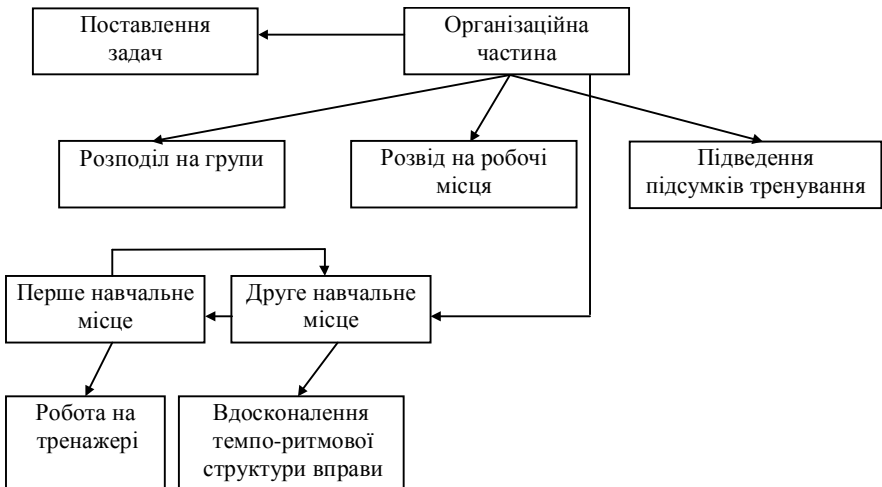 Поставлення
задач
Організаційна
частина
Розподіл на групи
Розвід на робочі
місця
Підведення
підсумків тренування
Перше навчальне
місце
Друге навчальне
місце
Робота на
тренажері
Вдосконалення
темпо-ритмової
структури вправи